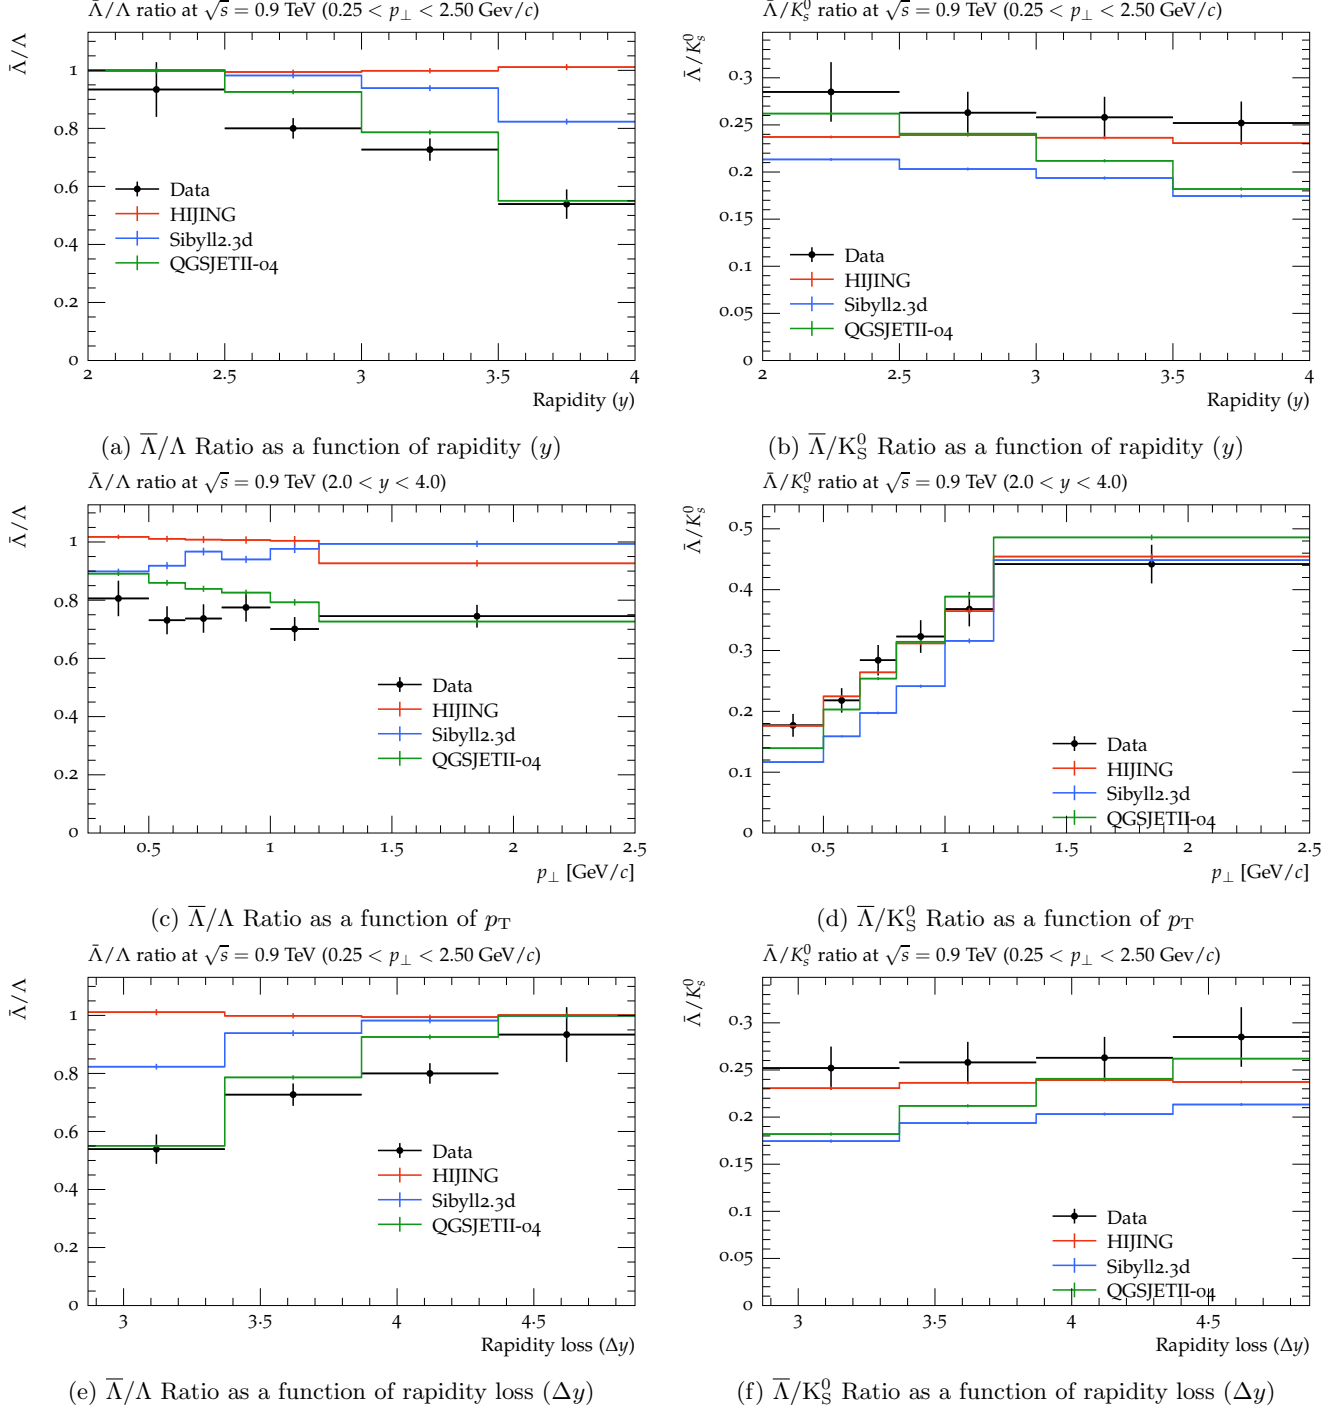 Λ̄/Λ ratio at √s = 0.9 TeV (0.25 < p⊥ < 2.50 Gev/c)
Λ̄/Λ
1
0.8
0.6
0.4
0.2
0
Data
HIJING
Sibyll2.3d
QGSJETII-04
2 2.5 3 3.5 4
Rapidity (y)
(a) Λ̅/Λ Ratio as a function of rapidity (y)
Λ̄/K⁰ₛ ratio at √s = 0.9 TeV (0.25 < p⊥ < 2.50 GeV/c)
Λ̄/K⁰ₛ
0.3
0.25
0.2
0.15
0.1
0.05
0
Data
HIJING
Sibyll2.3d
QGSJETII-04
2 2.5 3 3.5 4
Rapidity (y)
(b) Λ̅/K⁰S Ratio as a function of rapidity (y)
Λ̄/Λ ratio at √s = 0.9 TeV (2.0 < y < 4.0)
Λ̄/Λ
1
0.8
0.6
0.4
0.2
0
Data
HIJING
Sibyll2.3d
QGSJETII-04
0.5 1 1.5 2 2.5
p⊥ [GeV/c]
(c) Λ̅/Λ Ratio as a function of pT
Λ̄/K⁰ₛ ratio at √s = 0.9 TeV (2.0 < y < 4.0)
Λ̄/K⁰ₛ
0.5
0.4
0.3
0.2
0.1
0
Data
HIJING
Sibyll2.3d
QGSJETII-04
0.5 1 1.5 2 2.5
p⊥ [GeV/c]
(d) Λ̅/K⁰S Ratio as a function of pT
Λ̄/Λ ratio at √s = 0.9 TeV (0.25 < p⊥ < 2.50 GeV/c)
Λ̄/Λ
1
0.8
0.6
0.4
0.2
0
Data
HIJING
Sibyll2.3d
QGSJETII-04
3 3.5 4 4.5
Rapidity loss (Δy)
(e) Λ̅/Λ Ratio as a function of rapidity loss (Δy)
Λ̄/K⁰ₛ ratio at √s = 0.9 TeV (0.25 < p⊥ < 2.50 Gev/c)
Λ̄/K⁰ₛ
0.3
0.25
0.2
0.15
0.1
0.05
0
Data
HIJING
Sibyll2.3d
QGSJETII-04
3 3.5 4 4.5
Rapidity loss (Δy)
(f) Λ̅/K⁰S Ratio as a function of rapidity loss (Δy)